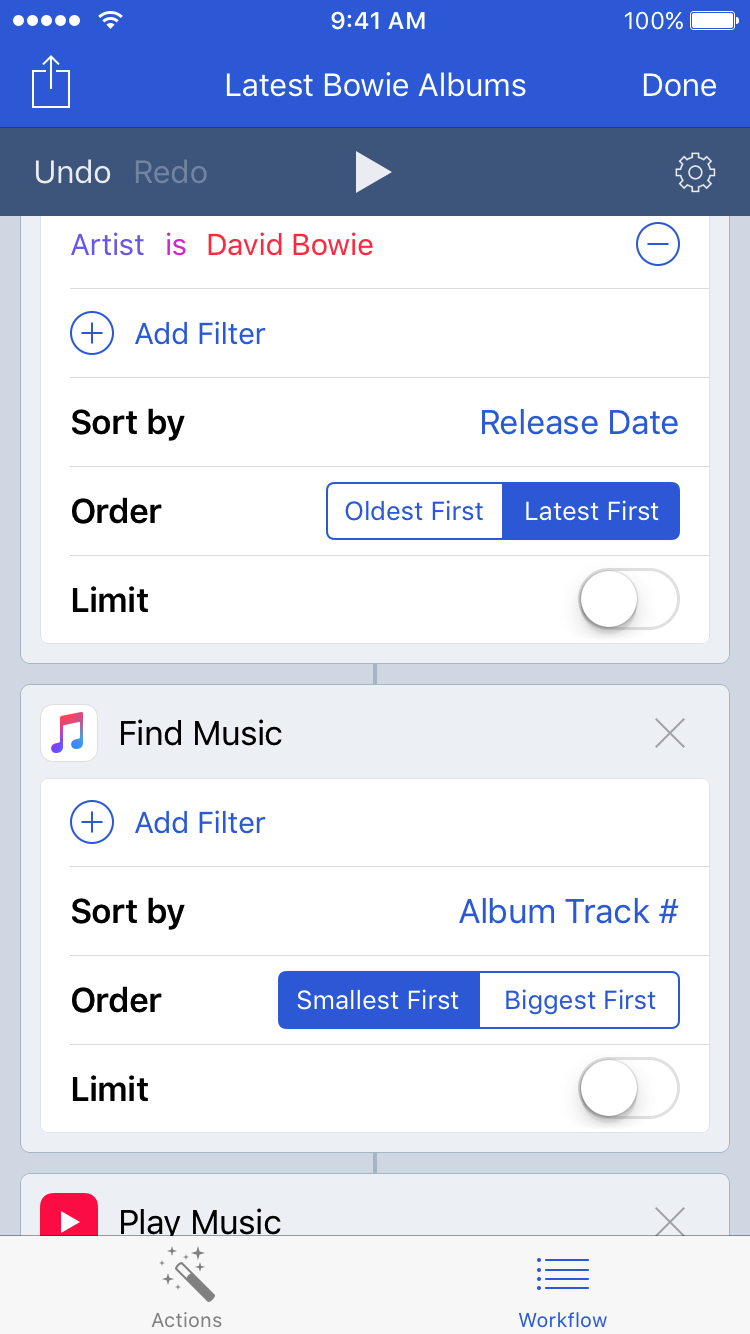 9:41 AM 100%
Latest Bowie Albums Done
Undo Redo
Artist is David Bowie
Add Filter
Sort by Release Date
Order Oldest First Latest First
Limit
Find Music
Add Filter
Sort by Album Track #
Order Smallest First Biggest First
Limit
Play Music
Actions Workflow